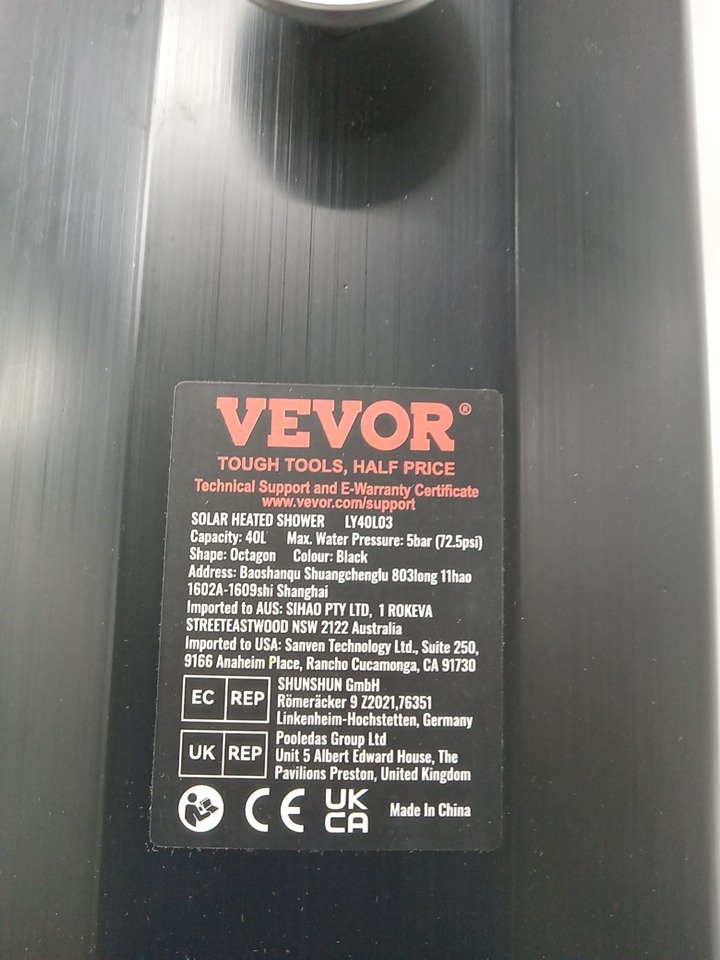 VEVOR®
TOUGH TOOLS, HALF PRICE
Technical Support and E-Warranty Certificate
www.vevor.com/support
SOLAR HEATED SHOWER LY40L03
Capacity: 40L Max. Water Pressure: 5bar (72.5psi)
Shape: Octagon Colour: Black
Address: Baoshanqu Shuangchenglu 803long 11hao
1602A-1609shi Shanghai
Imported to AUS: SIHAO PTY LTD, 1 ROKEVA
STREETEASTWOOD NSW 2122 Australia
Imported to USA: Sanven Technology Ltd., Suite 250,
9166 Anaheim Place, Rancho Cucamonga, CA 91730
EC REP
SHUNSHUN GmbH
Römeräcker 9 Z2021,76351
Linkenheim-Hochstetten, Germany
UK REP
Pooledas Group Ltd
Unit 5 Albert Edward House, The
Pavilions Preston, United Kingdom
CE
UK
CA
Made In China